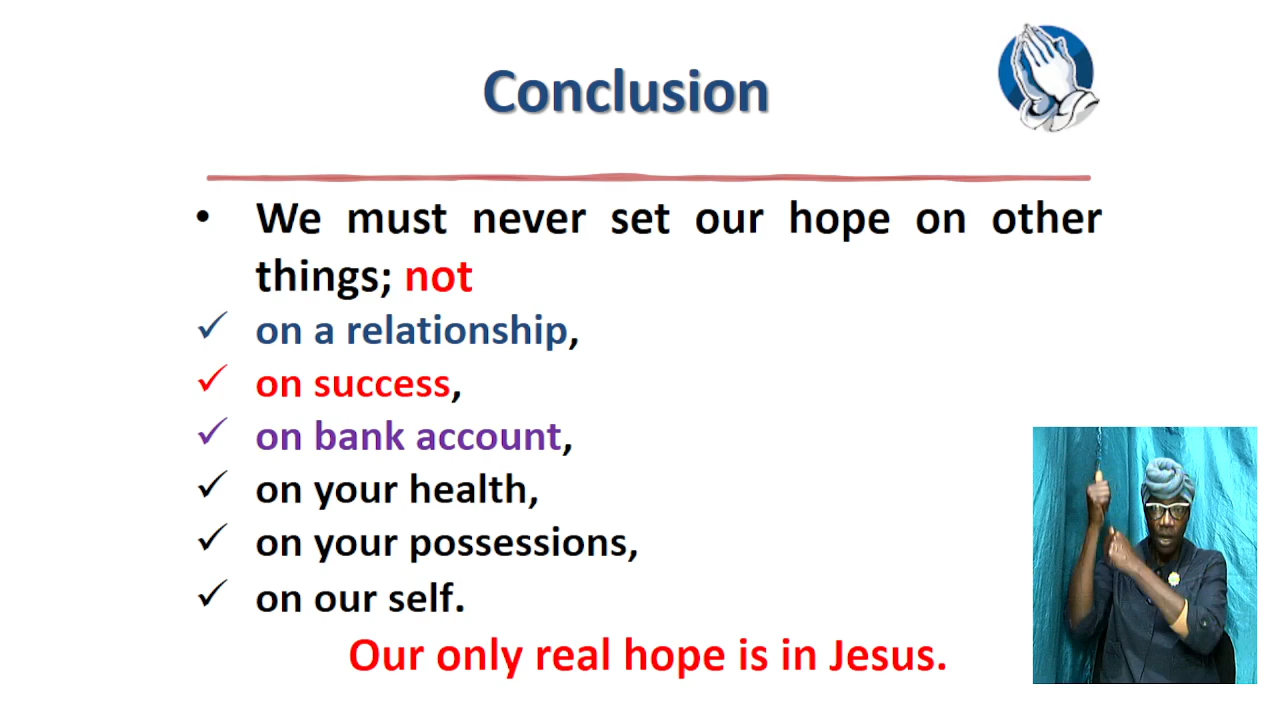 Conclusion
• We must never set our hope on other
things; not
✓ on a relationship,
✓ on success,
✓ on bank account,
✓ on your health,
✓ on your possessions,
✓ on our self.
Our only real hope is in Jesus.